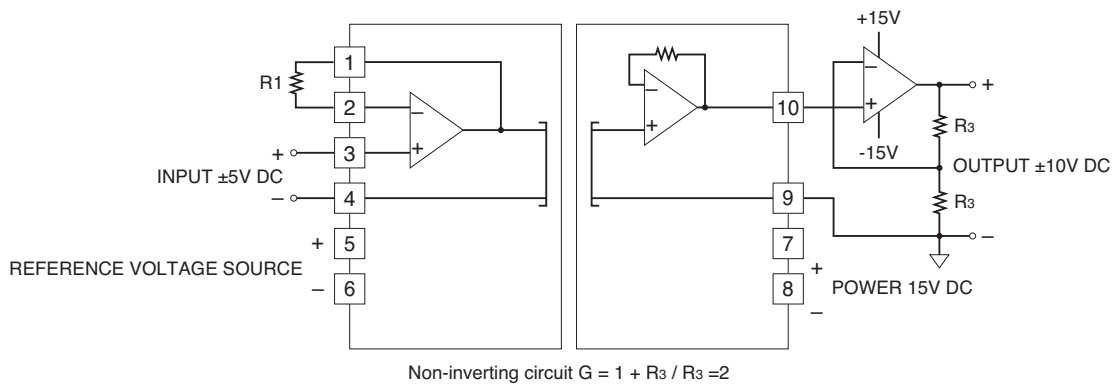 +15V
1
R1
2
−
+
3
+
INPUT ±5V DC
−
4
+
5
REFERENCE VOLTAGE SOURCE
−
6
−
+
10
9
7
+
8
POWER 15V DC
−
−
+
-15V
+
R3
OUTPUT ±10V DC
R3
−
Non-inverting circuit G = 1 + R3 / R3 =2